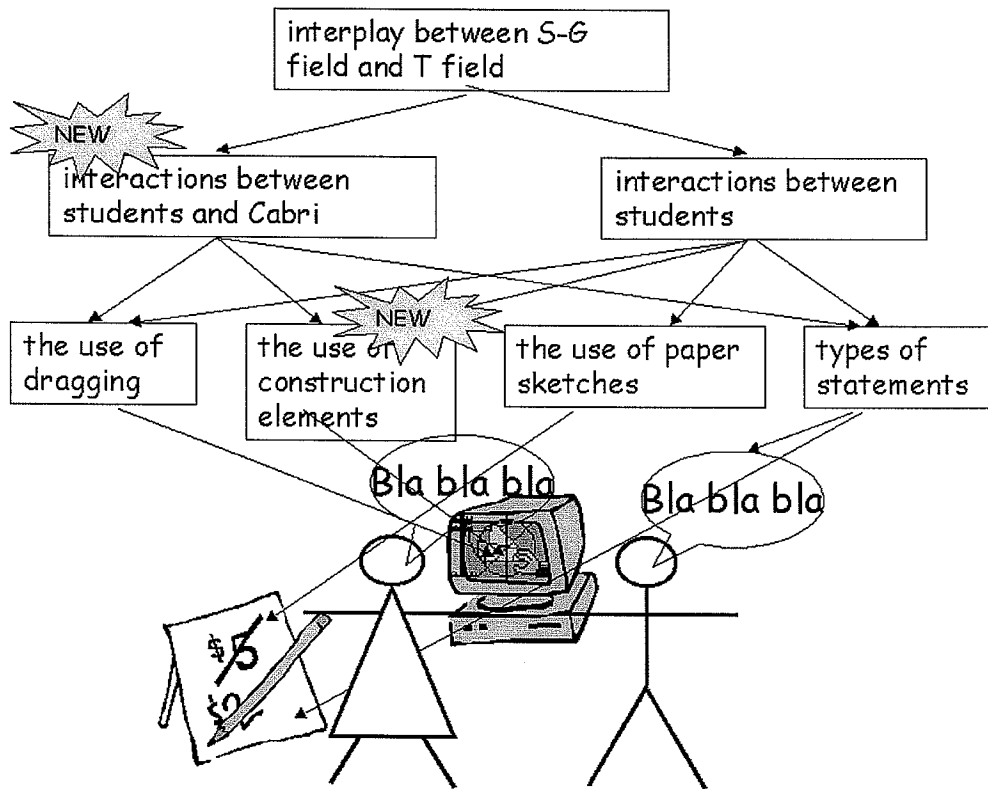 interplay between S-G
field and T field
NEW
interactions between
students and Cabri
interactions between
students
the use of
dragging
NEW
the use of
construction
elements
the use of paper
sketches
types of
statements
Bla bla bla
Bla bla bla
$5